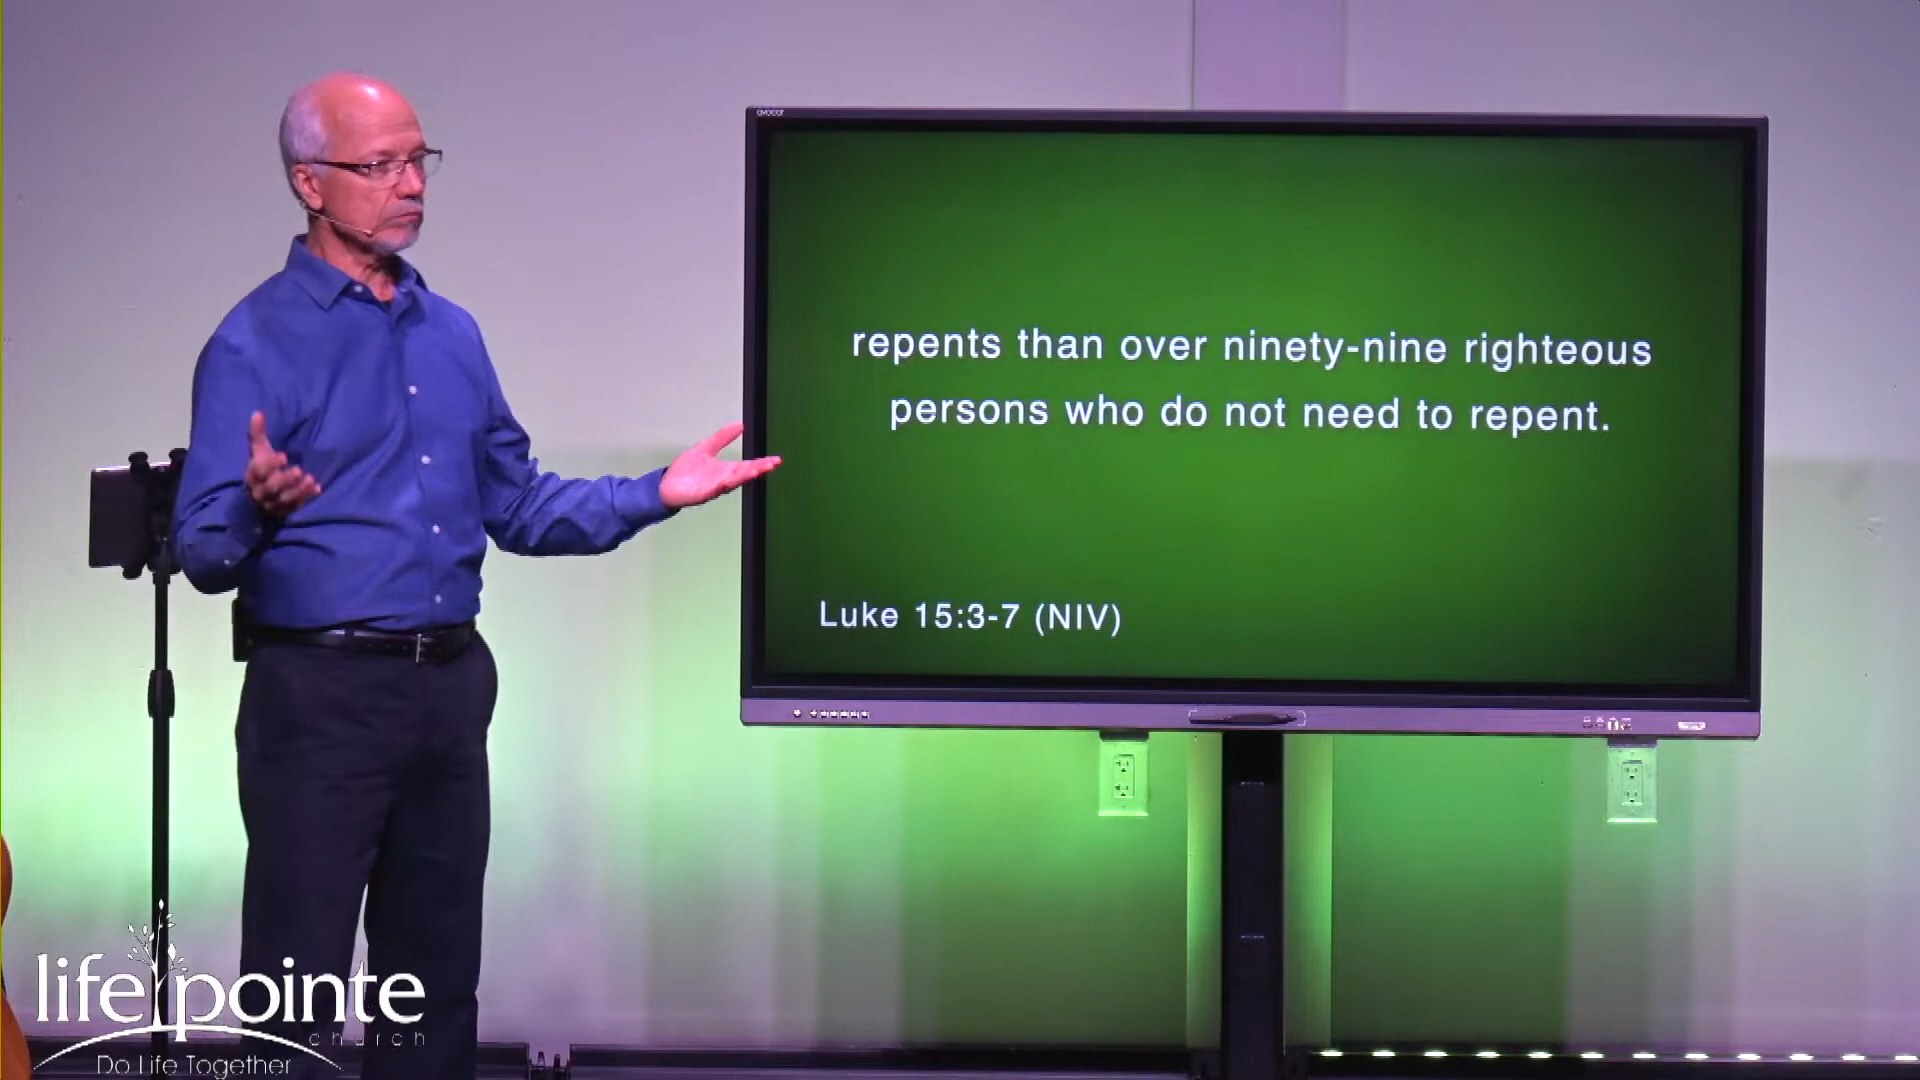 avocor
repents than over ninety-nine righteous
persons who do not need to repent.
Luke 15:3-7 (NIV)
life pointe
church
Do Life Together